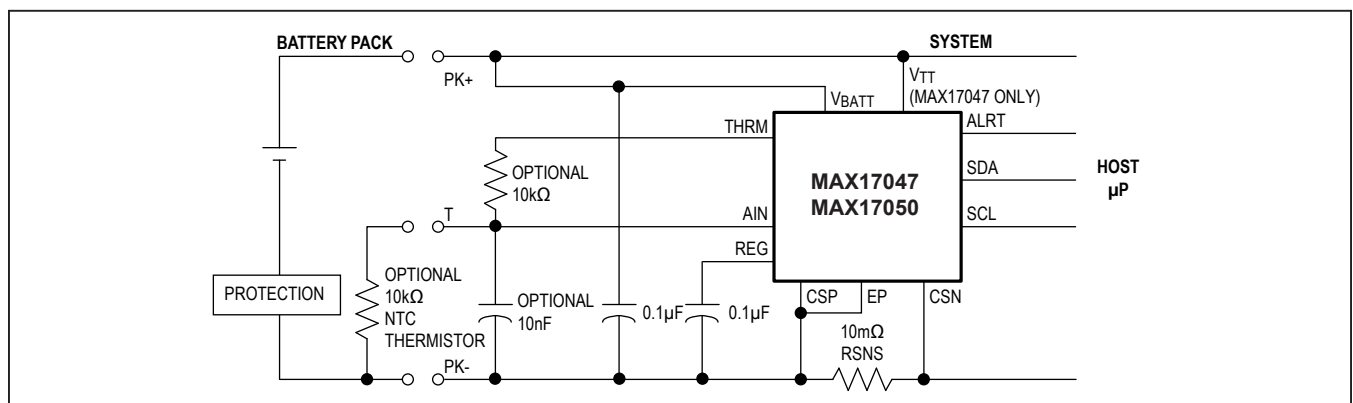 BATTERY PACK
SYSTEM
PK+
VBATT
VTT
(MAX17047 ONLY)
THRM
ALRT
OPTIONAL
10kΩ
MAX17047
MAX17050
SDA
HOST
µP
T
AIN
SCL
REG
PROTECTION
OPTIONAL
10kΩ
NTC
THERMISTOR
OPTIONAL
10nF
0.1µF
0.1µF
CSP
EP
CSN
10mΩ
RSNS
PK-